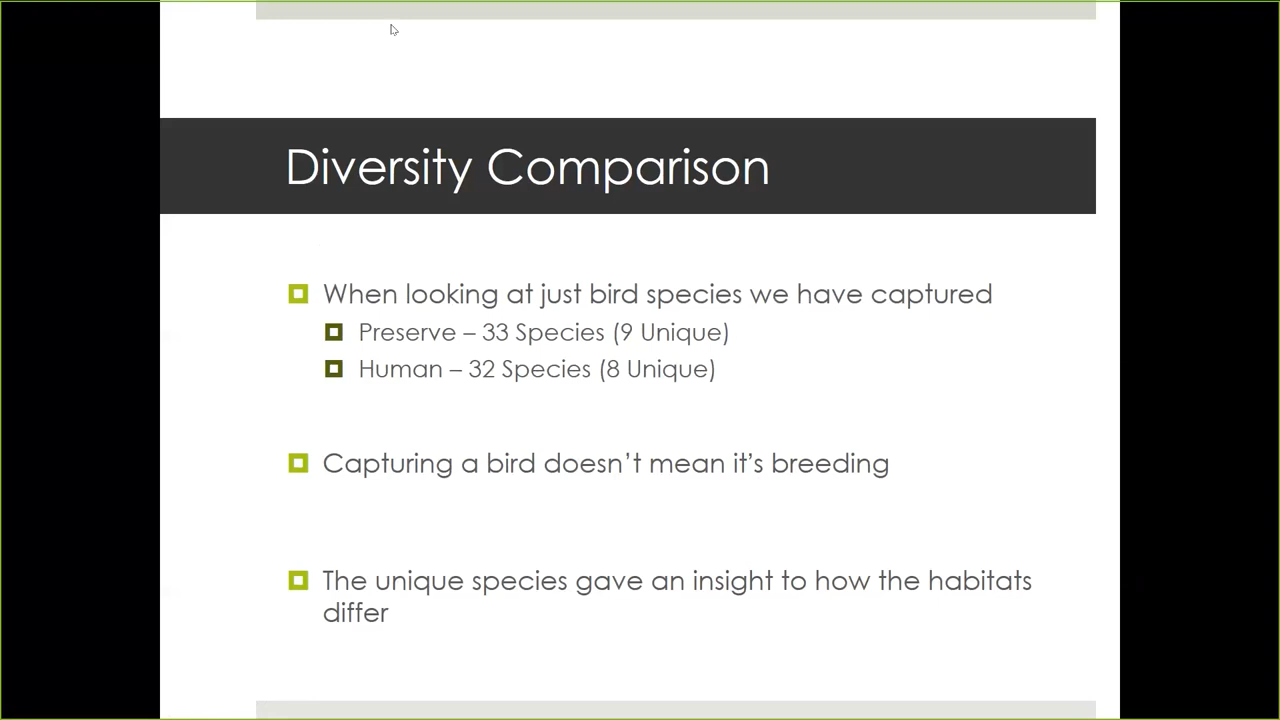 Diversity Comparison
When looking at just bird species we have captured
Preserve – 33 Species (9 Unique)
Human – 32 Species (8 Unique)
Capturing a bird doesn’t mean it’s breeding
The unique species gave an insight to how the habitats
differ